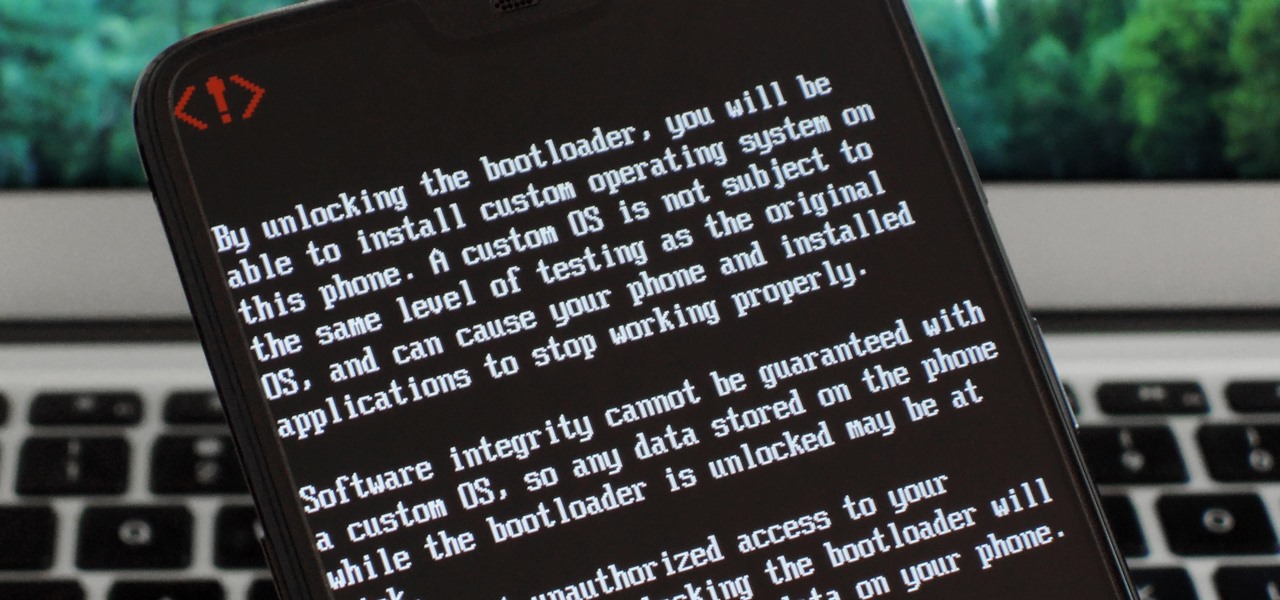 <!>
By unlocking the bootloader, you will be
able to install custom operating system on
this phone. A custom OS is not subject to
the same level of testing as the original
OS, and can cause your phone and installed
applications to stop working properly.
Software integrity cannot be guaranteed with
a custom OS, so any data stored on the phone
while the bootloader is unlocked may be at
unauthorized access to your
the bootloader will
on your phone.